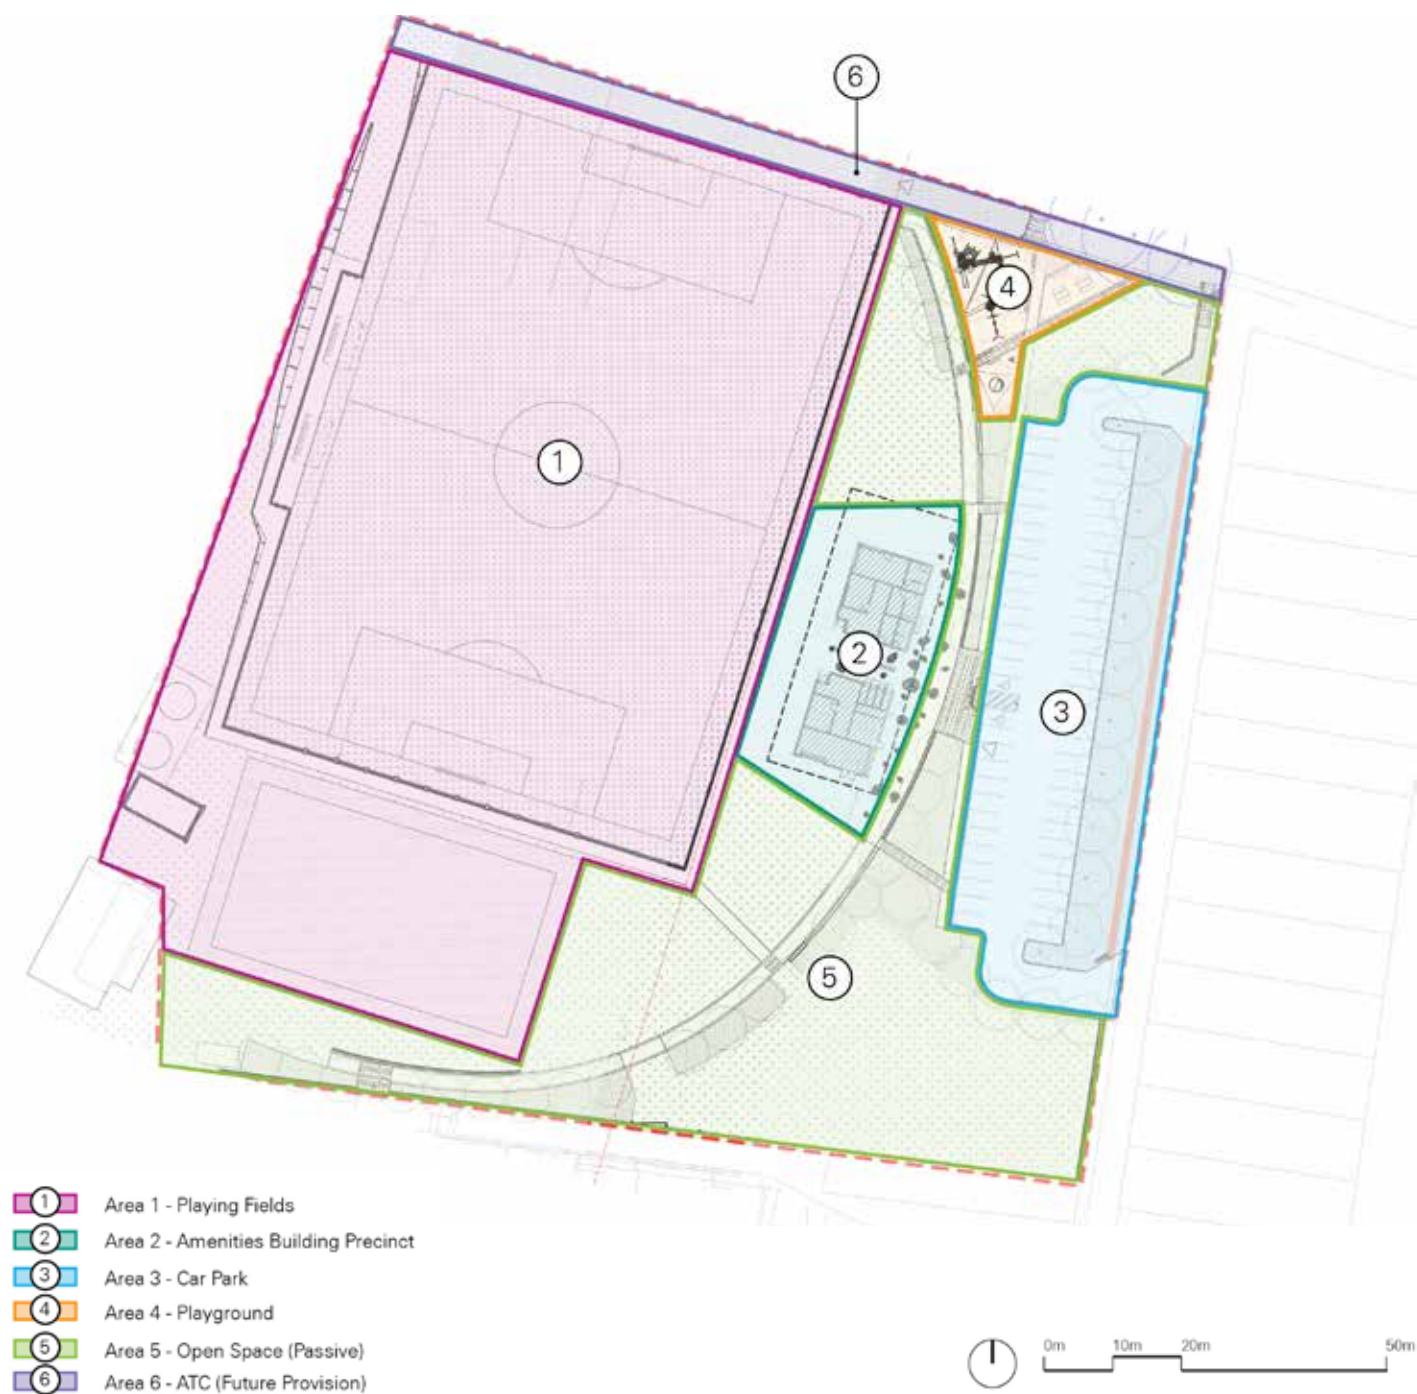 6
4
1
2
3
5
1 Area 1 - Playing Fields
2 Area 2 - Amenities Building Precinct
3 Area 3 - Car Park
4 Area 4 - Playground
5 Area 5 - Open Space (Passive)
6 Area 6 - ATC (Future Provision)
0m 10m 20m 50m